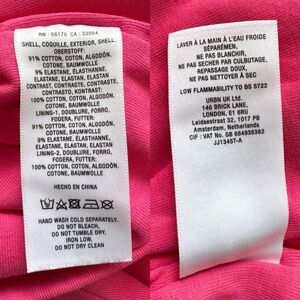 RN : 66170 CA : 32054
SHELL, COQUILLE, EXTERIOR, SHELL,
OBERSTOFF:
91% COTTON, COTON, ALGODÓN,
COTONE, BAUMWOLLE
9% ELASTANE, ÉLASTHANNE,
ELASTANO, ELASTAN, ELASTAN
CONTRAST, CONTRASTE, CONTRASTE,
CONTRASTO, KONTRAST:
100% COTTON, COTON, ALGODÓN,
COTONE, BAUMWOLLE
LINING-1, DOUBLURE, FORRO,
FODERA, FUTTER:
91% COTTON, COTON, ALGODÓN,
COTONE, BAUMWOLLE
9% ELASTANE, ÉLASTHANNE,
ELASTANO, ELASTAN, ELASTAN
LINING-2, DOUBLURE, FORRO,
FODERA, FUTTER:
100% COTTON, COTON, ALGODÓN,
COTONE, BAUMWOLLE
HECHO EN CHINA
HAND WASH COLD SEPARATELY,
DO NOT BLEACH,
DO NOT TUMBLE DRY,
IRON LOW,
DO NOT DRY CLEAN
LAVER À LA MAIN À L'EAU FROIDE
SÉPARÉMEN,
NE PAS BLANCHIR,
NE PAS SECHER PAR CULBUTAGE,
REPASSAGE DOUX,
NE PAS NETTOYER À SEC
LOW FLAMMABILITY TO BS 5722
URBN UK Ltd.
146 BRICK LANE,
LONDON, E1 6RU
Leidsestraat 32, 1017 PB
Amsterdam, Netherlands
CIF : VAT No. GB 684936382
JJ1345T-A